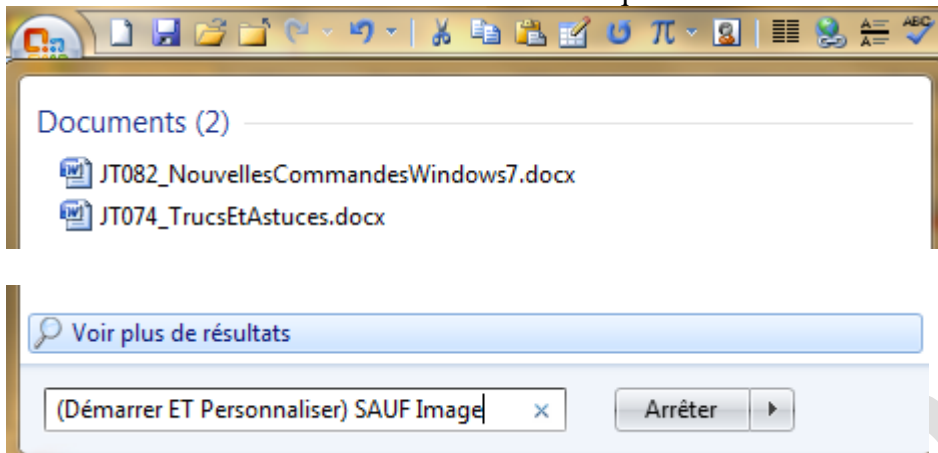 Documents (2)
JT082_NouvellesCommandesWindows7.docx
JT074_TrucsEtAstuces.docx
Voir plus de résultats
(Démarrer ET Personnaliser) SAUF Image
Arrêter